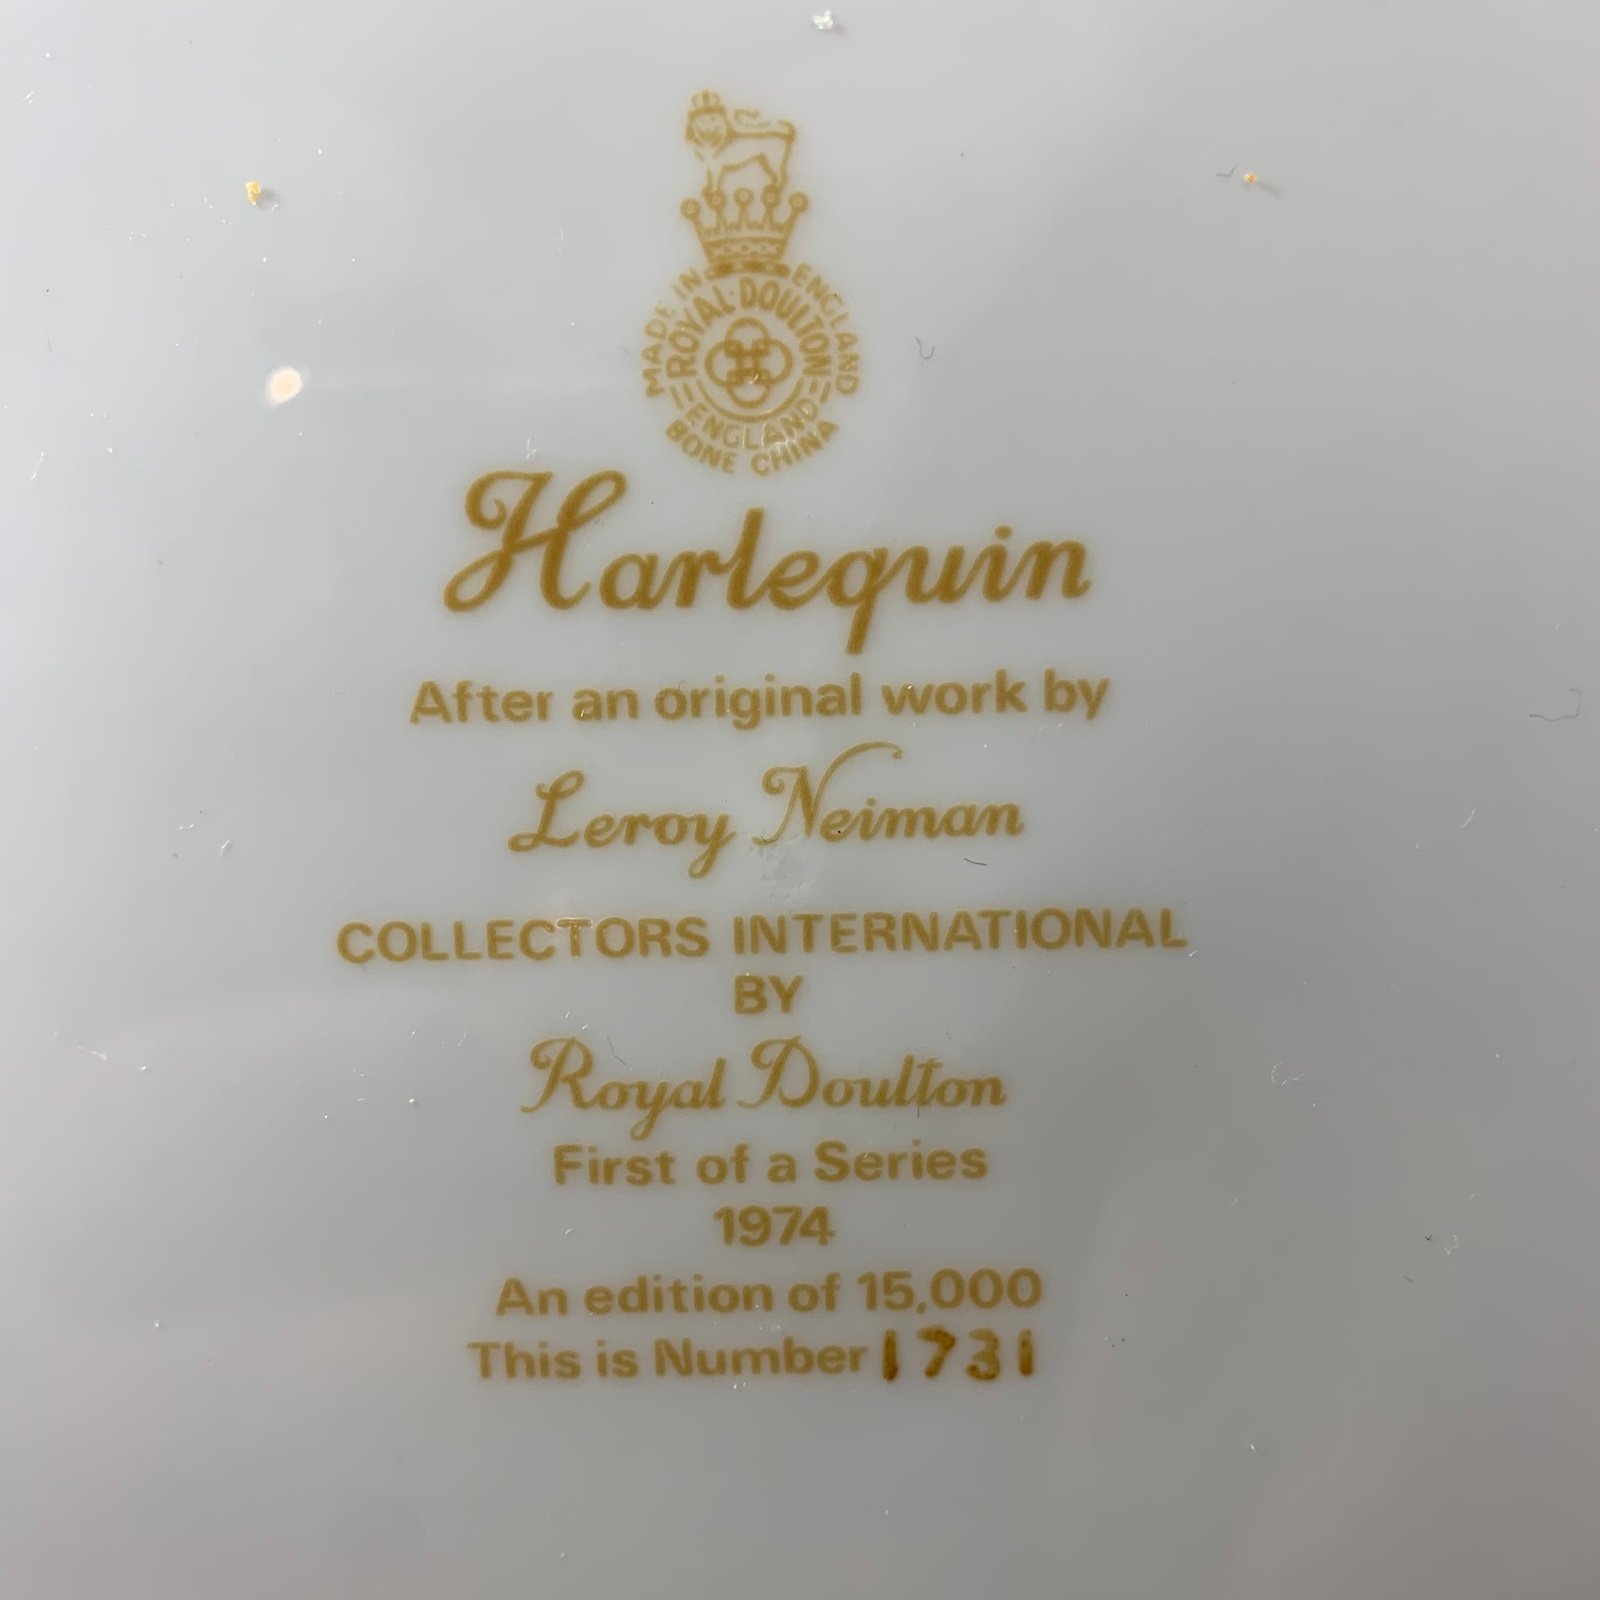 MADE IN ENGLAND
ROYAL·DOULTON
ENGLAND
BONE CHINA
Harlequin
After an original work by
Leroy Neiman
COLLECTORS INTERNATIONAL
BY
Royal Doulton
First of a Series
1974
An edition of 15,000
This is Number 1731